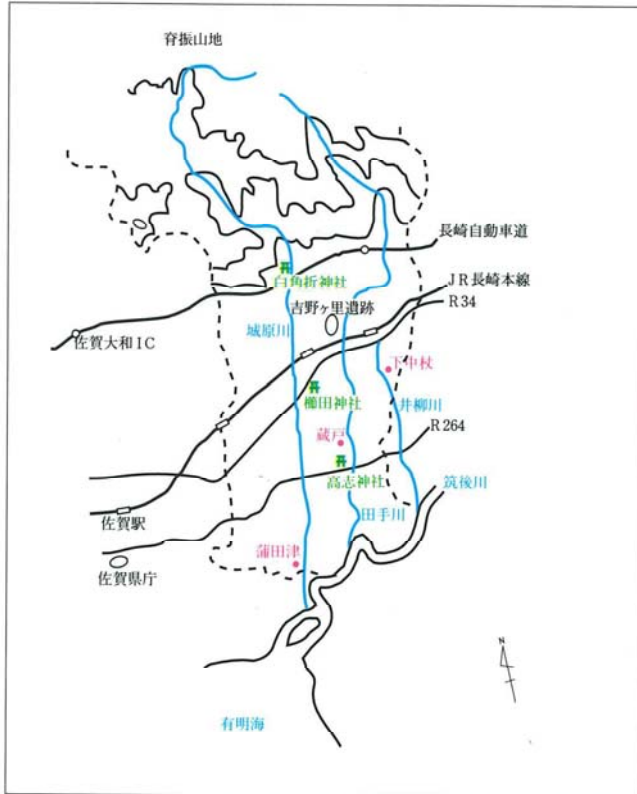 脊振山地
長崎自動車道
白角折神社
JR長崎本線
吉野ヶ里遺跡
R34
城原川
佐賀大和IC
下中杖
櫛田神社
井柳川
蔵戸
R264
高志神社
筑後川
田手川
佐賀駅
蒲田津
佐賀県庁
N
有明海